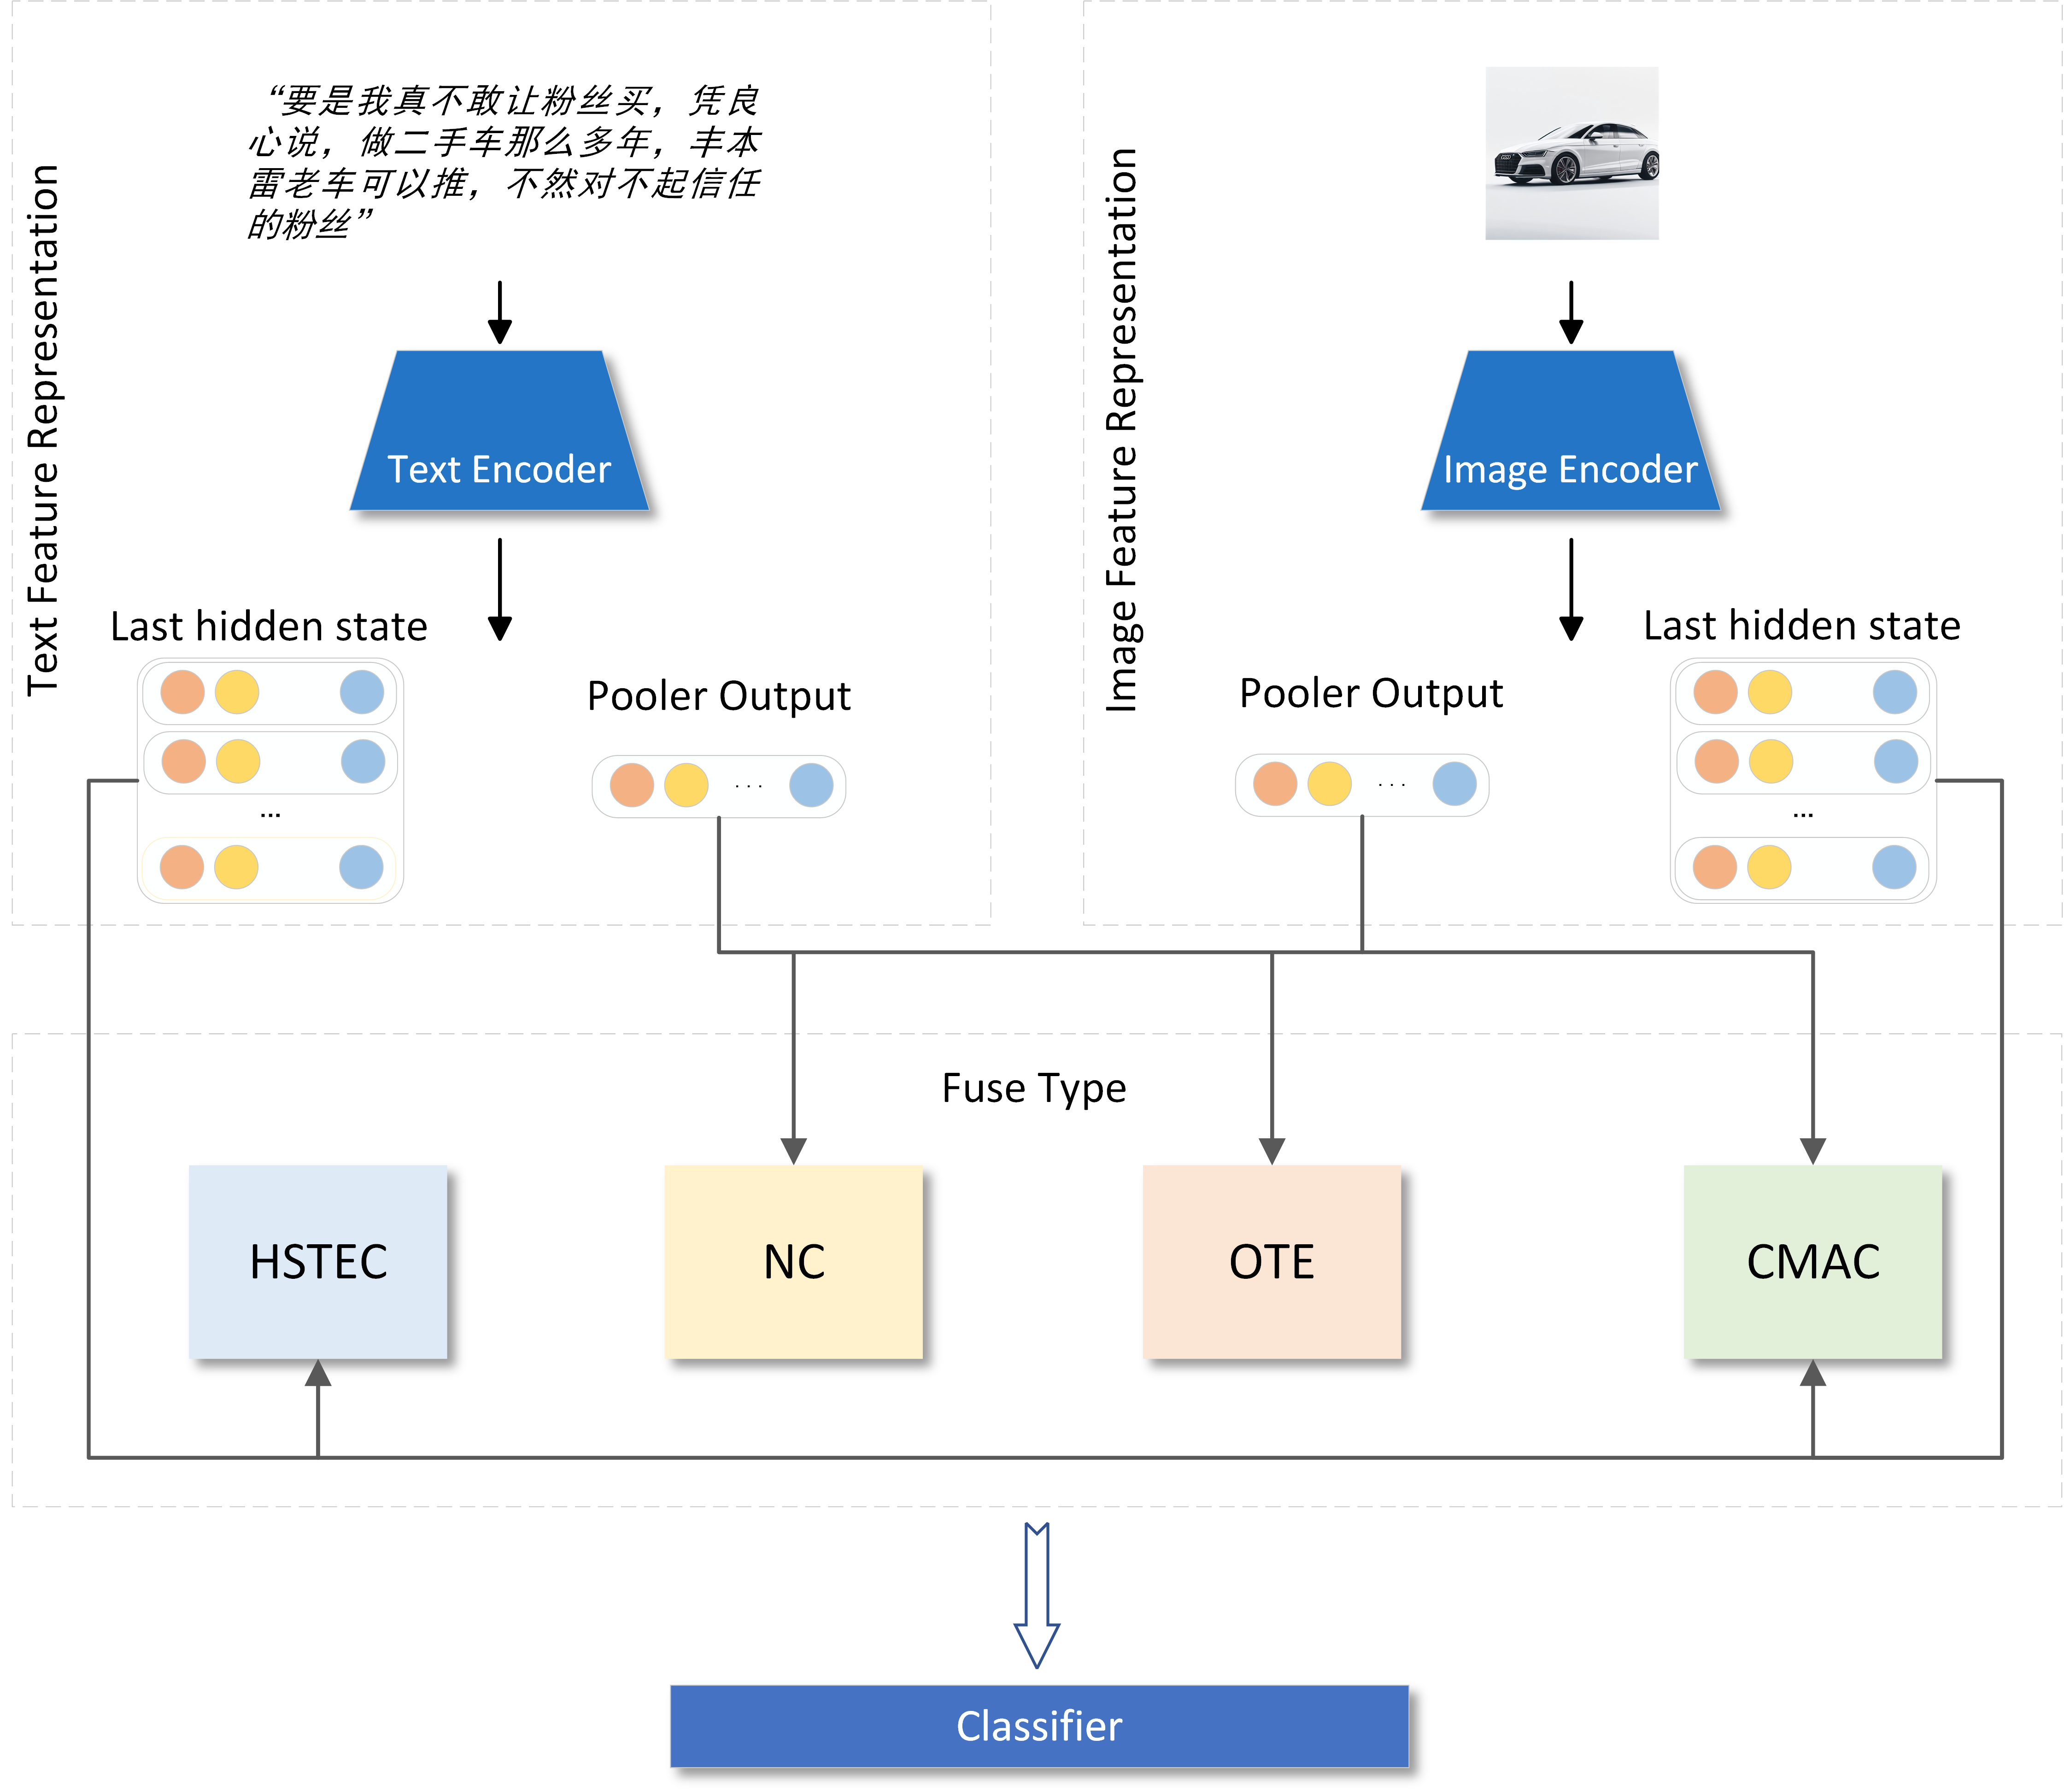 Text Feature Representation
“要是我真不敢让粉丝买，凭良
心说，做二手车那么多年，丰本
雷老车可以推，不然对不起信任
的粉丝”
Text Encoder
Last hidden state
...
Pooler Output
...
Image Feature Representation
Image Encoder
Pooler Output
...
Last hidden state
...
Fuse Type
HSTEC
NC
OTE
CMAC
Classifier